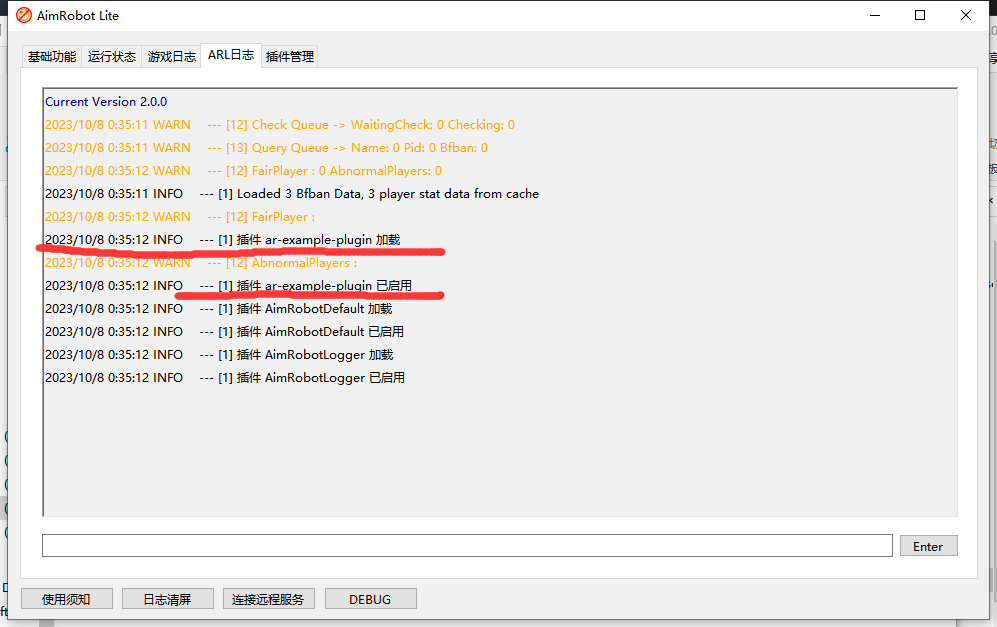 AimRobot Lite
基础功能 运行状态 游戏日志 ARL日志 插件管理
Current Version 2.0.0
2023/10/8 0:35:11 WARN --- [12] Check Queue -> WaitingCheck: 0 Checking: 0
2023/10/8 0:35:11 WARN --- [13] Query Queue -> Name: 0 Pid: 0 Bfban: 0
2023/10/8 0:35:12 WARN --- [12] FairPlayer : 0 AbnormalPlayers: 0
2023/10/8 0:35:11 INFO --- [1] Loaded 3 Bfban Data, 3 player stat data from cache
2023/10/8 0:35:12 WARN --- [12] FairPlayer :
2023/10/8 0:35:12 INFO --- [1] 插件 ar-example-plugin 加载
2023/10/8 0:35:12 WARN --- [12] AbnormalPlayers :
2023/10/8 0:35:12 INFO --- [1] 插件 ar-example-plugin 已启用
2023/10/8 0:35:12 INFO --- [1] 插件 AimRobotDefault 加载
2023/10/8 0:35:12 INFO --- [1] 插件 AimRobotDefault 已启用
2023/10/8 0:35:12 INFO --- [1] 插件 AimRobotLogger 加载
2023/10/8 0:35:12 INFO --- [1] 插件 AimRobotLogger 已启用
Enter
使用须知 日志清屏 连接远程服务 DEBUG